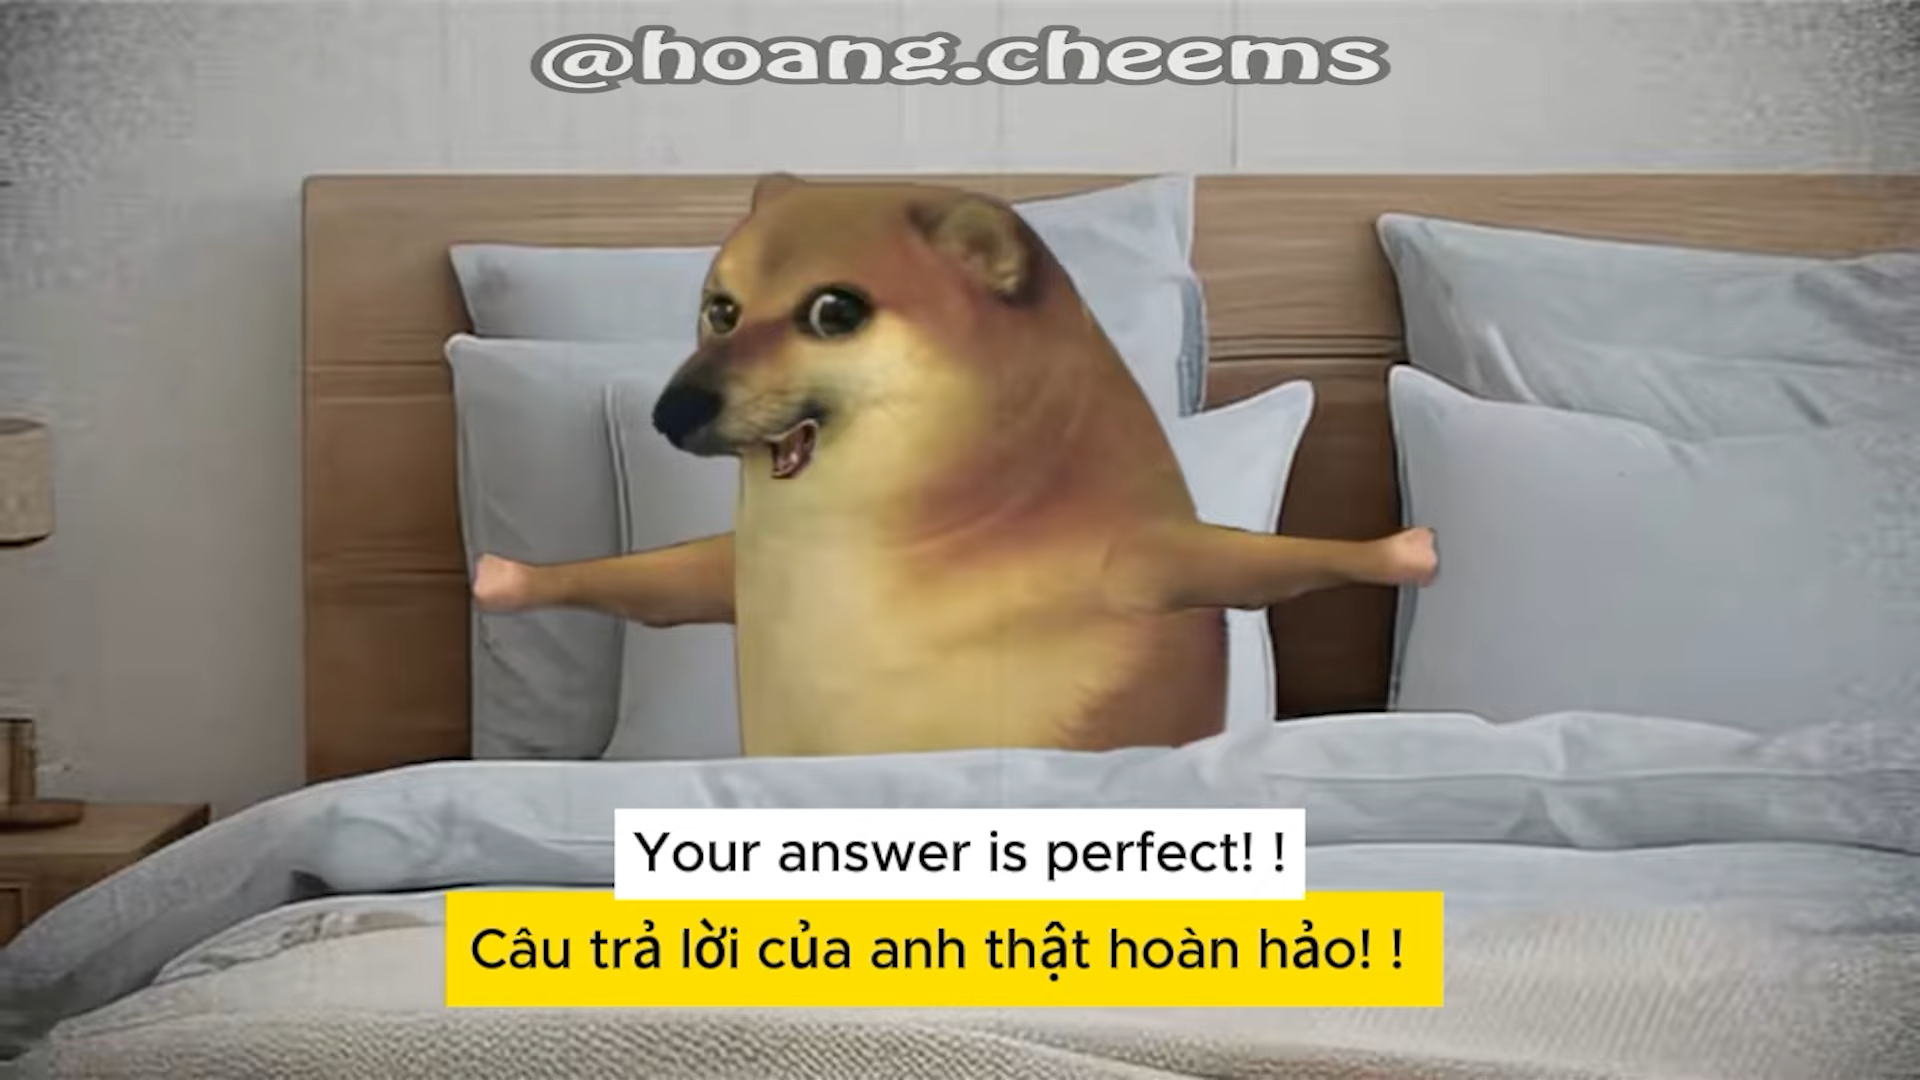 @hoang.cheems
Your answer is perfect! !
Câu trả lời của anh thật hoàn hảo! !